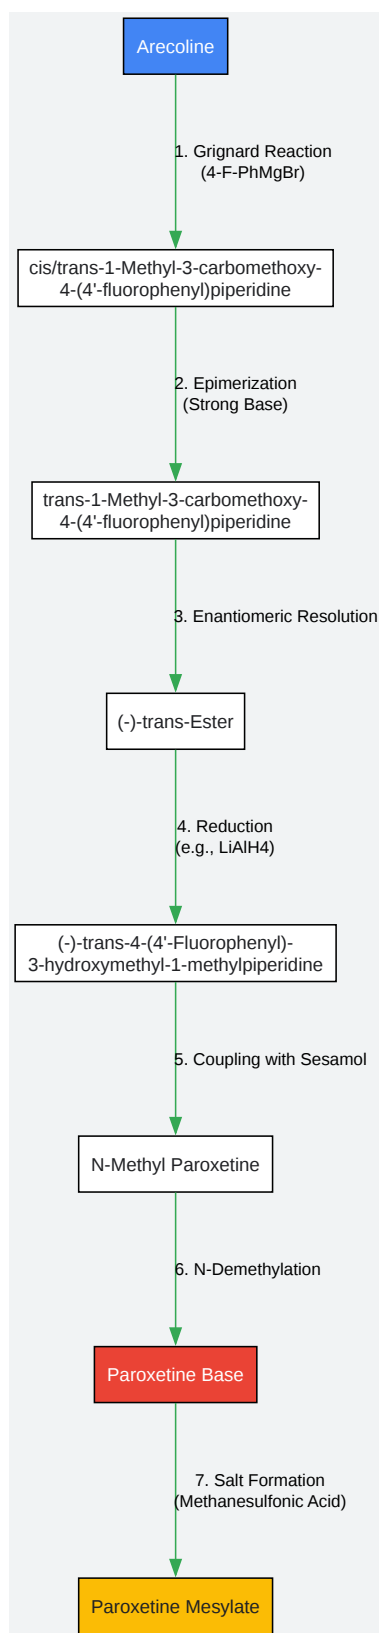 Arecoline
1. Grignard Reaction
(4-F-PhMgBr)
cis/trans-1-Methyl-3-carbomethoxy-
4-(4'-fluorophenyl)piperidine
2. Epimerization
(Strong Base)
trans-1-Methyl-3-carbomethoxy-
4-(4'-fluorophenyl)piperidine
3. Enantiomeric Resolution
(-)-trans-Ester
4. Reduction
(e.g., LiAlH4)
(-)-trans-4-(4'-Fluorophenyl)-
3-hydroxymethyl-1-methylpiperidine
5. Coupling with Sesamol
N-Methyl Paroxetine
6. N-Demethylation
Paroxetine Base
7. Salt Formation
(Methanesulfonic Acid)
Paroxetine Mesylate